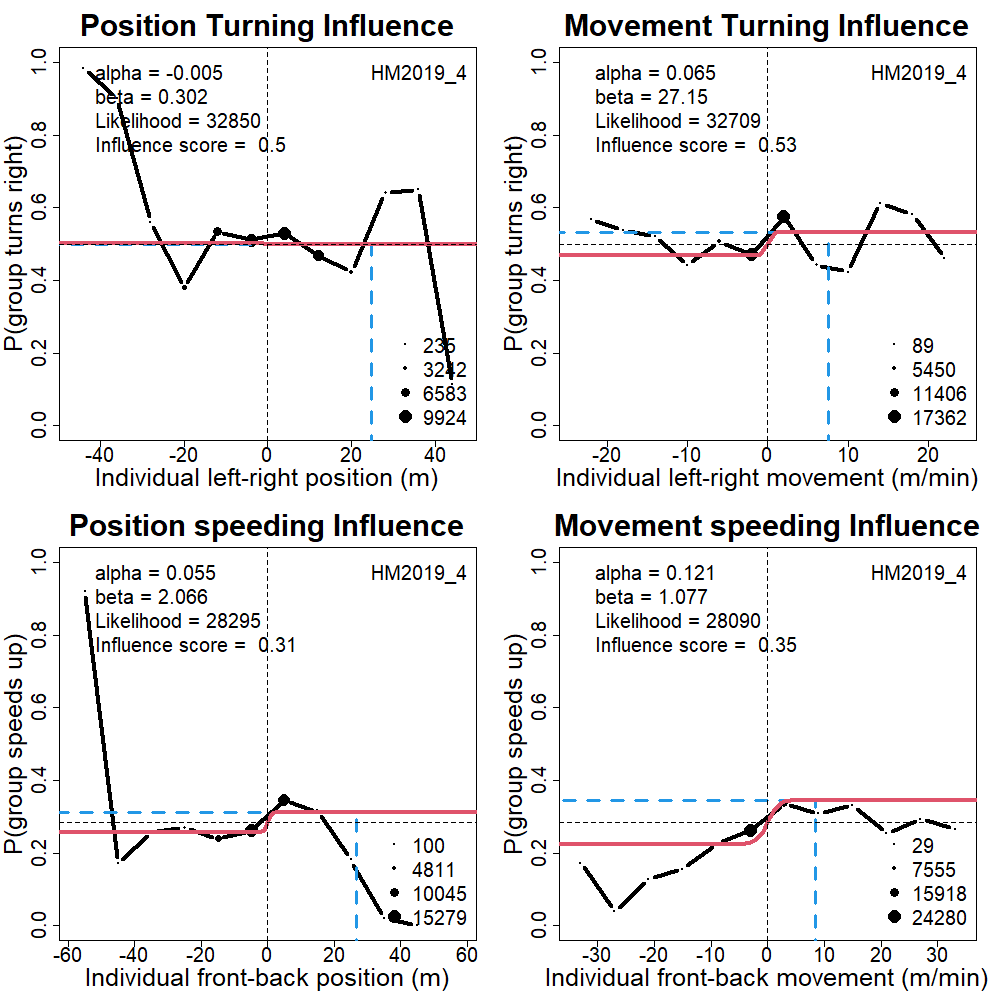 Position Turning Influence
P(group turns right)
1.0
0.8
0.6
0.4
0.2
0.0
alpha = -0.005
beta = 0.302
Likelihood = 32850
Influence score = 0.5
HM2019_4
235
3242
6583
9924
-40 -20 0 20 40
Individual left-right position (m)
Movement Turning Influence
P(group turns right)
1.0
0.8
0.6
0.4
0.2
0.0
alpha = 0.065
beta = 27.15
Likelihood = 32709
Influence score = 0.53
HM2019_4
89
5450
11406
17362
-20 -10 0 10 20
Individual left-right movement (m/min)
Position speeding Influence
P(group speeds up)
1.0
0.8
0.6
0.4
0.2
0.0
alpha = 0.055
beta = 2.066
Likelihood = 28295
Influence score = 0.31
HM2019_4
100
4811
10045
15279
-60 -40 -20 0 20 40 60
Individual front-back position (m)
Movement speeding Influence
P(group speeds up)
1.0
0.8
0.6
0.4
0.2
0.0
alpha = 0.121
beta = 1.077
Likelihood = 28090
Influence score = 0.35
HM2019_4
29
7555
15918
24280
-30 -20 -10 0 10 20 30
Individual front-back movement (m/min)